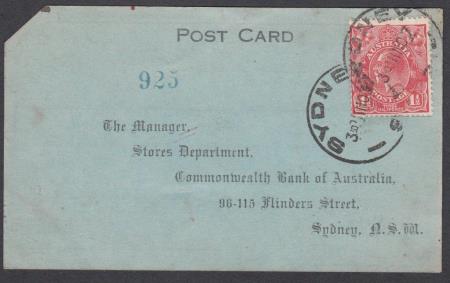 POST CARD
925
The Manager,
Stores Department,
Commonwealth Bank of Australia,
96-115 Flinders Street,
Sydney, N.S.W.
SYDNEY
SYDNEY
AUSTRALIA
POSTAGE